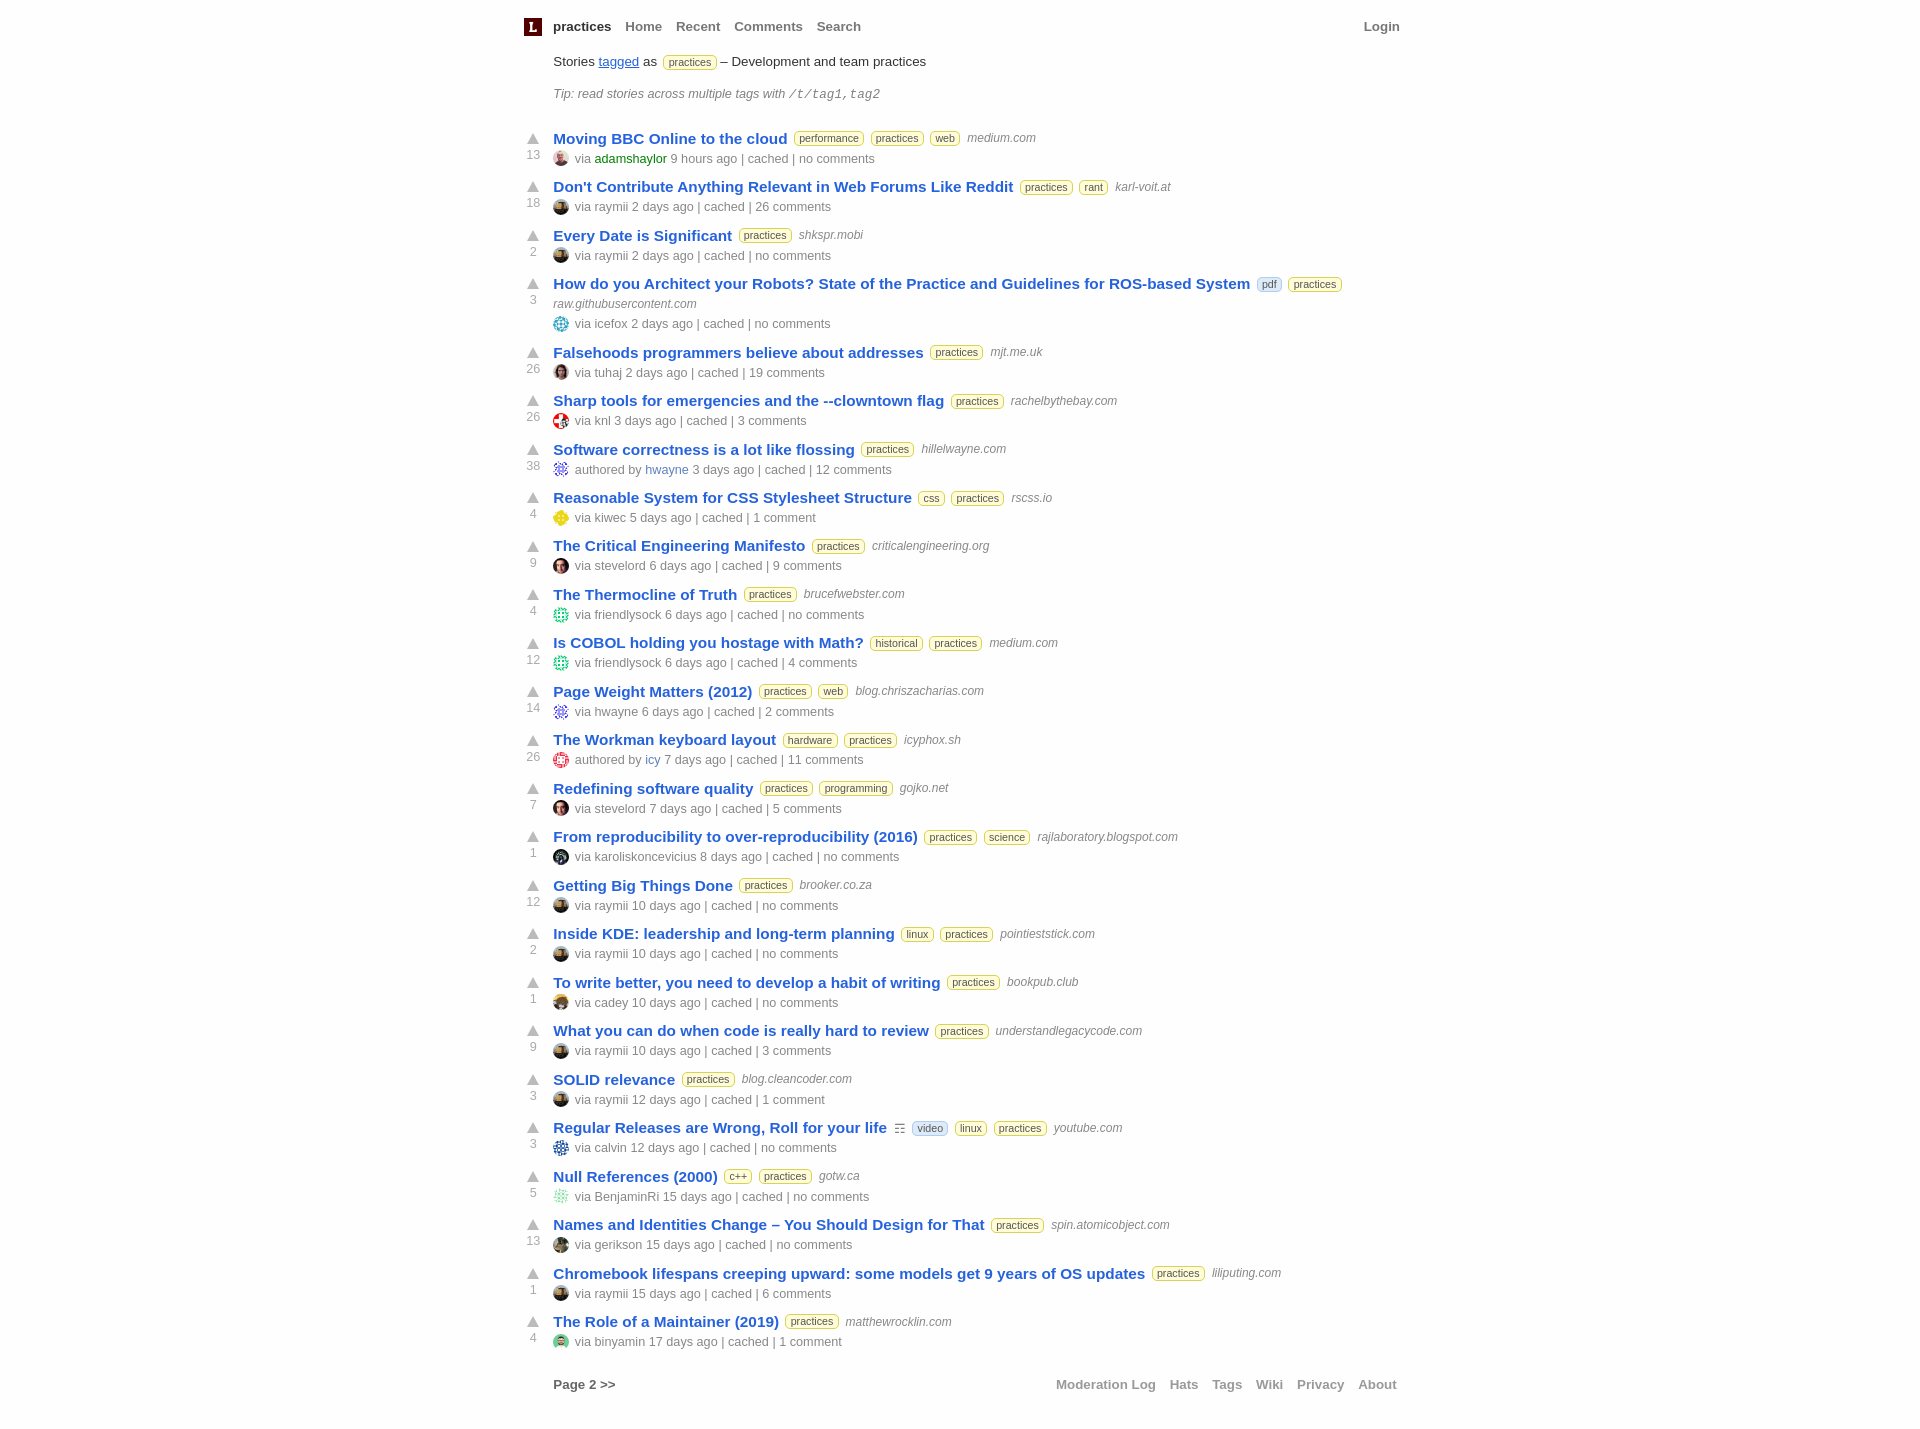 L practices Home Recent Comments Search Login
Stories tagged as practices – Development and team practices
Tip: read stories across multiple tags with /t/tag1,tag2
Moving BBC Online to the cloud performance practices web medium.com
13 via adamshaylor 9 hours ago | cached | no comments
Don't Contribute Anything Relevant in Web Forums Like Reddit practices rant karl-voit.at
18 via raymii 2 days ago | cached | 26 comments
Every Date is Significant practices shkspr.mobi
2 via raymii 2 days ago | cached | no comments
How do you Architect your Robots? State of the Practice and Guidelines for ROS-based System pdf practices
3 raw.githubusercontent.com
via icefox 2 days ago | cached | no comments
Falsehoods programmers believe about addresses practices mjt.me.uk
26 via tuhaj 2 days ago | cached | 19 comments
Sharp tools for emergencies and the --clowntown flag practices rachelbythebay.com
26 via knl 3 days ago | cached | 3 comments
Software correctness is a lot like flossing practices hillelwayne.com
38 authored by hwayne 3 days ago | cached | 12 comments
Reasonable System for CSS Stylesheet Structure css practices rscss.io
4 via kiwec 5 days ago | cached | 1 comment
The Critical Engineering Manifesto practices criticalengineering.org
9 via stevelord 6 days ago | cached | 9 comments
The Thermocline of Truth practices brucefwebster.com
4 via friendlysock 6 days ago | cached | no comments
Is COBOL holding you hostage with Math? historical practices medium.com
12 via friendlysock 6 days ago | cached | 4 comments
Page Weight Matters (2012) practices web blog.chriszacharias.com
14 via hwayne 6 days ago | cached | 2 comments
The Workman keyboard layout hardware practices icyphox.sh
26 authored by icy 7 days ago | cached | 11 comments
Redefining software quality practices programming gojko.net
7 via stevelord 7 days ago | cached | 5 comments
From reproducibility to over-reproducibility (2016) practices science rajlaboratory.blogspot.com
1 via karoliskoncevicius 8 days ago | cached | no comments
Getting Big Things Done practices brooker.co.za
12 via raymii 10 days ago | cached | no comments
Inside KDE: leadership and long-term planning linux practices pointieststick.com
2 via raymii 10 days ago | cached | no comments
To write better, you need to develop a habit of writing practices bookpub.club
1 via cadey 10 days ago | cached | no comments
What you can do when code is really hard to review practices understandlegacycode.com
9 via raymii 10 days ago | cached | 3 comments
SOLID relevance practices blog.cleancoder.com
3 via raymii 12 days ago | cached | 1 comment
Regular Releases are Wrong, Roll for your life ☶ video linux practices youtube.com
3 via calvin 12 days ago | cached | no comments
Null References (2000) c++ practices gotw.ca
5 via BenjaminRi 15 days ago | cached | no comments
Names and Identities Change – You Should Design for That practices spin.atomicobject.com
13 via gerikson 15 days ago | cached | no comments
Chromebook lifespans creeping upward: some models get 9 years of OS updates practices liliputing.com
1 via raymii 15 days ago | cached | 6 comments
The Role of a Maintainer (2019) practices matthewrocklin.com
4 via binyamin 17 days ago | cached | 1 comment
Page 2 >> Moderation Log Hats Tags Wiki Privacy About